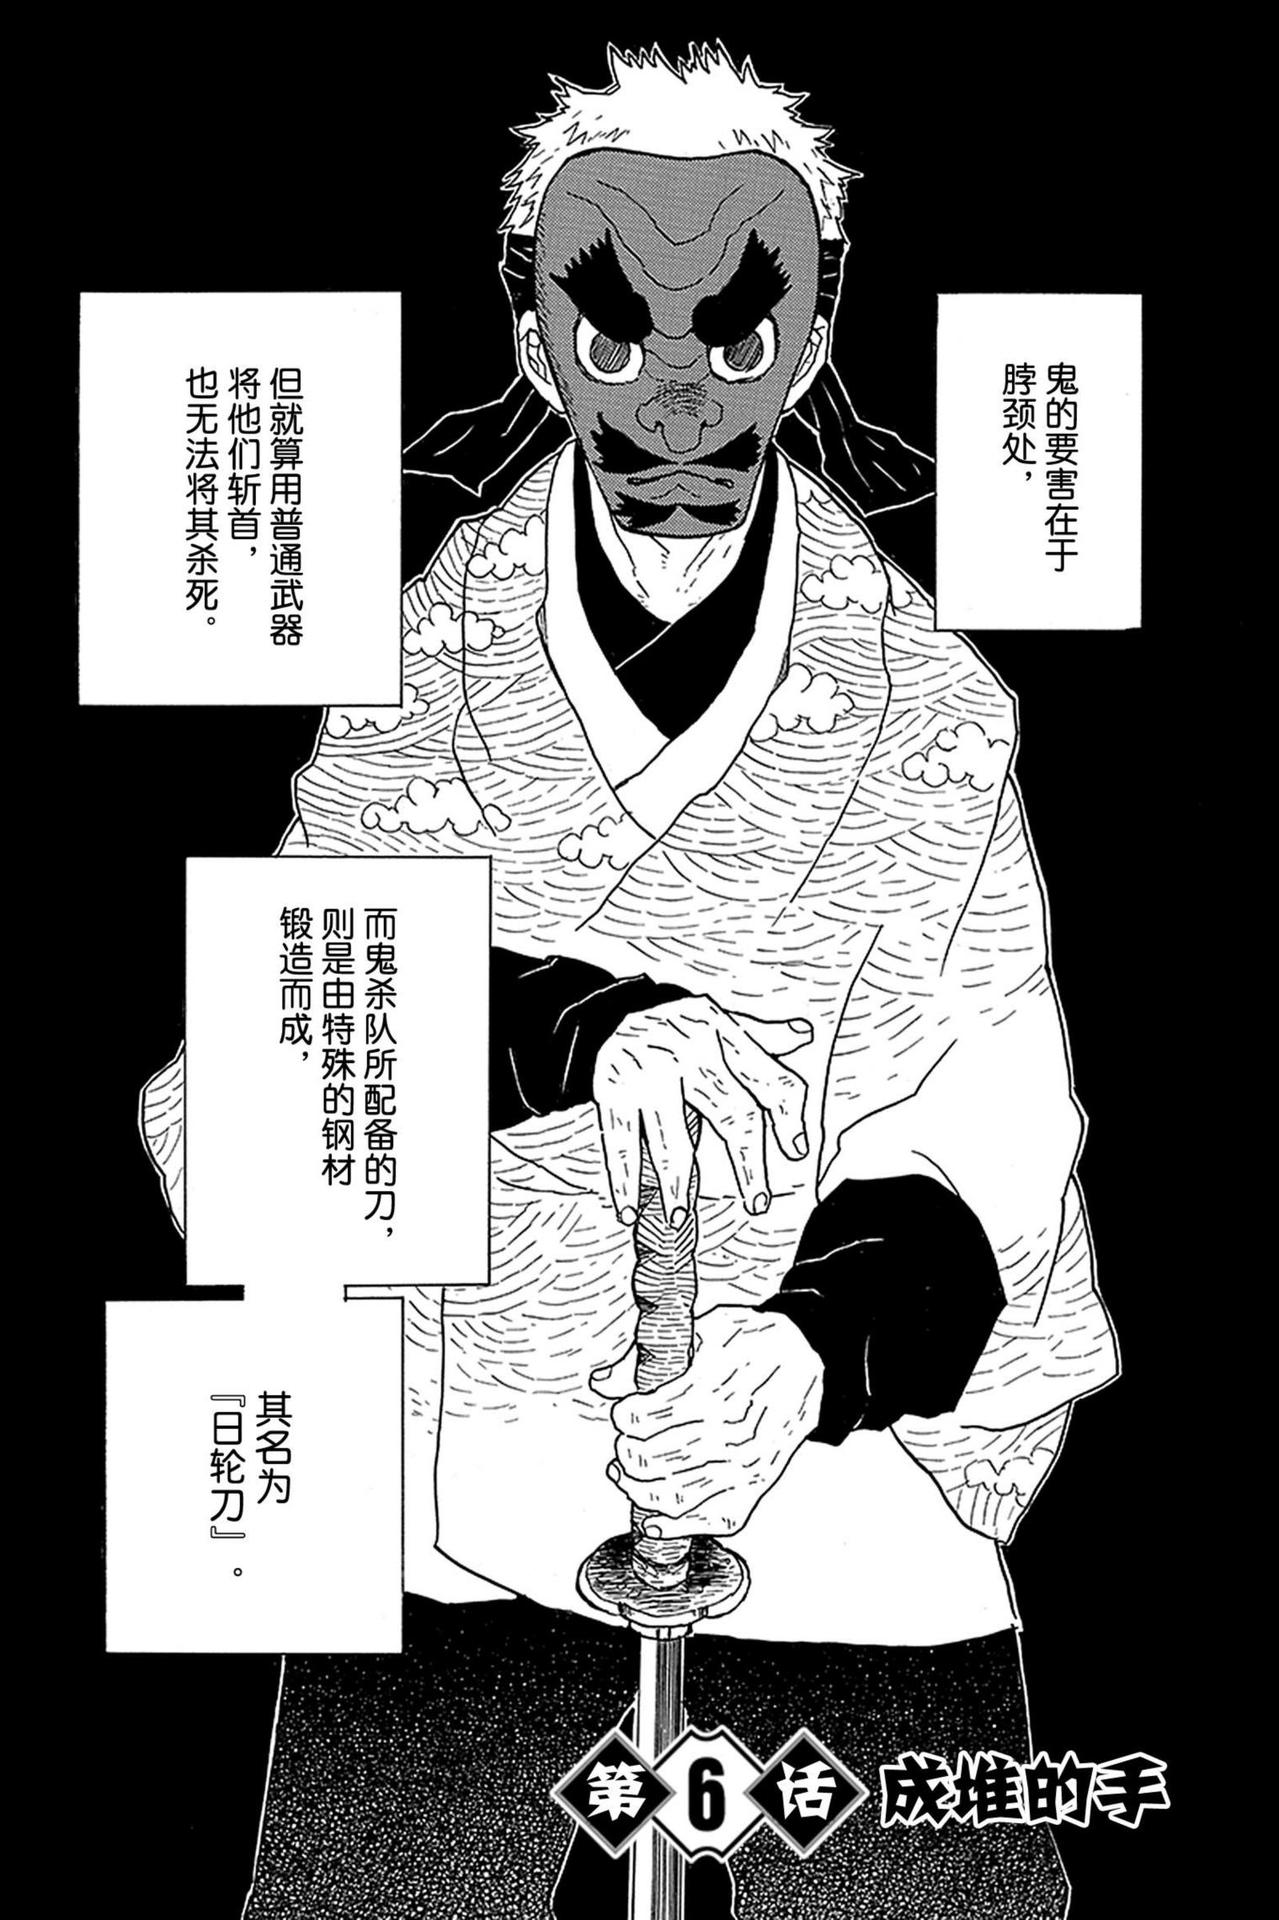 鬼的要害在于
脖颈处，
但就算用普通武器
将他们斩首，
也无法将其杀死。
而鬼杀队所配备的刀，
则是由特殊的钢材
锻造而成，
其名为
『日轮刀』。
第6话 成堆的手